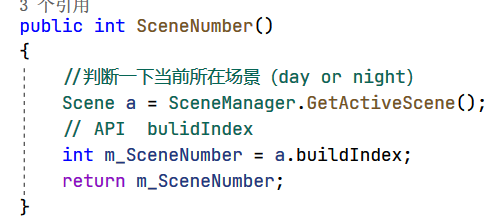 3 个引用
public int SceneNumber()
{
//判断一下当前所在场景（day or night）
Scene a = SceneManager.GetActiveScene();
// API  bulidIndex
int m_SceneNumber = a.buildIndex;
return m_SceneNumber;
}